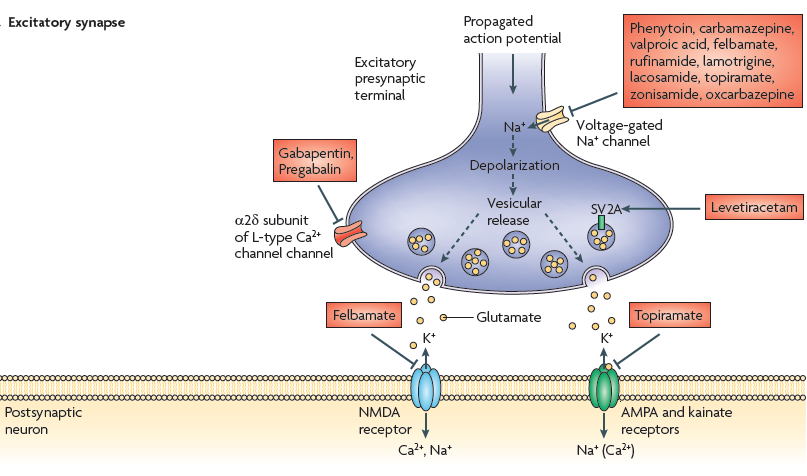 Excitatory synapse
Propagated
action potential
Phenytoin, carbamazepine,
valproic acid, felbamate,
rufinamide, lamotrigine,
lacosamide, topiramate,
zonisamide, oxcarbazepine
Excitatory
presynaptic
terminal
Na⁺
Voltage-gated
Na⁺ channel
Gabapentin,
Pregabalin
Depolarization
Vesicular
release
SV2A
Levetiracetam
α2δ subunit
of L-type Ca²⁺
channel channel
Felbamate
Glutamate
Topiramate
K⁺
K⁺
Postsynaptic
neuron
NMDA
receptor
AMPA and kainate
receptors
Ca²⁺, Na⁺
Na⁺ (Ca²⁺)